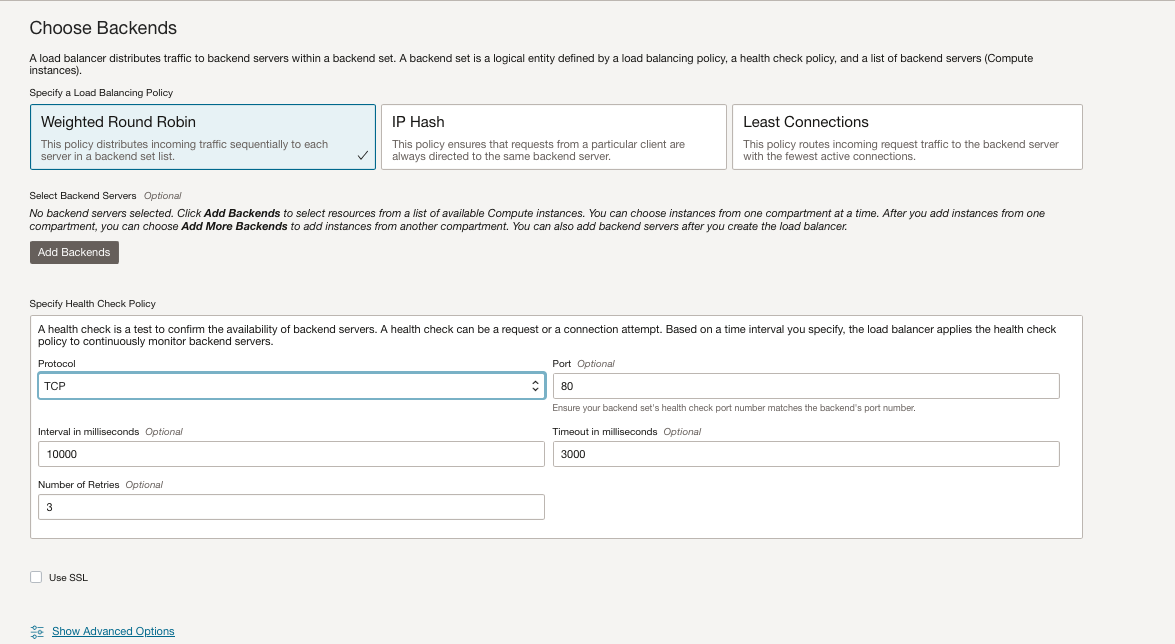 Choose Backends
A load balancer distributes traffic to backend servers within a backend set. A backend set is a logical entity defined by a load balancing policy, a health check policy, and a list of backend servers (Compute
instances).
Specify a Load Balancing Policy
Weighted Round Robin
This policy distributes incoming traffic sequentially to each
server in a backend set list.
IP Hash
This policy ensures that requests from a particular client are
always directed to the same backend server.
Least Connections
This policy routes incoming request traffic to the backend server
with the fewest active connections.
Select Backend Servers Optional
No backend servers selected. Click Add Backends to select resources from a list of available Compute instances. You can choose instances from one compartment at a time. After you add instances from one
compartment, you can choose Add More Backends to add instances from another compartment. You can also add backend servers after you create the load balancer.
Add Backends
Specify Health Check Policy
A health check is a test to confirm the availability of backend servers. A health check can be a request or a connection attempt. Based on a time interval you specify, the load balancer applies the health check
policy to continuously monitor backend servers.
Protocol
TCP
Port Optional
80
Ensure your backend set's health check port number matches the backend's port number.
Interval in milliseconds Optional
10000
Timeout in milliseconds Optional
3000
Number of Retries Optional
3
Use SSL
Show Advanced Options